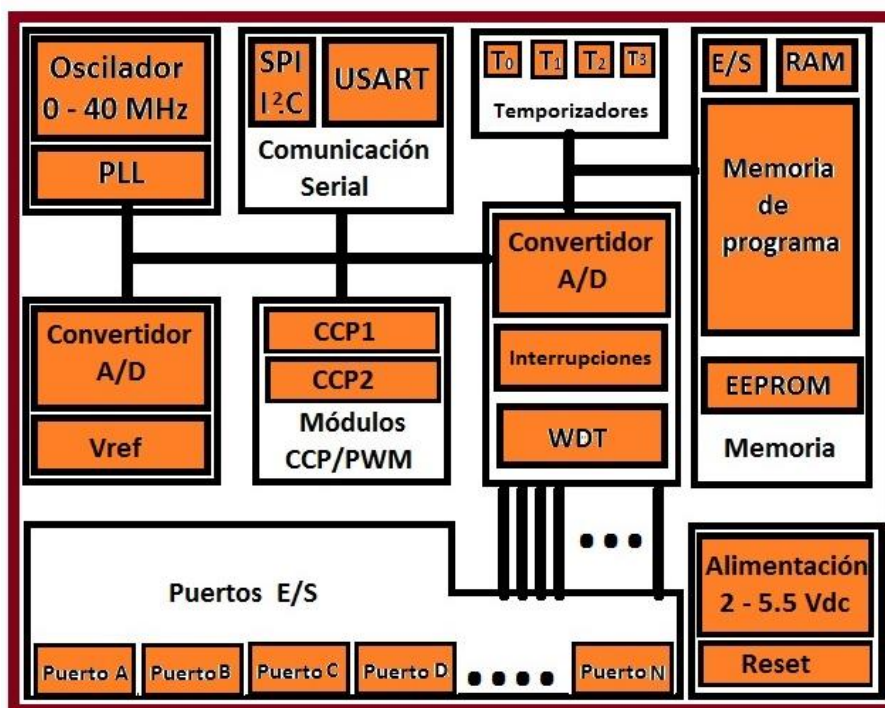 Oscilador
0 - 40 MHz
PLL
SPI
I²C
USART
Comunicación
Serial
T0 T1 T2 T3
Temporizadores
E/S RAM
Memoria
de
programa
EEPROM
Memoria
Convertidor
A/D
Vref
CCP1
CCP2
Módulos
CCP/PWM
Convertidor
A/D
Interrupciones
WDT
Puertos E/S
Puerto A Puerto B Puerto C Puerto D Puerto N
Alimentación
2 - 5.5 Vdc
Reset